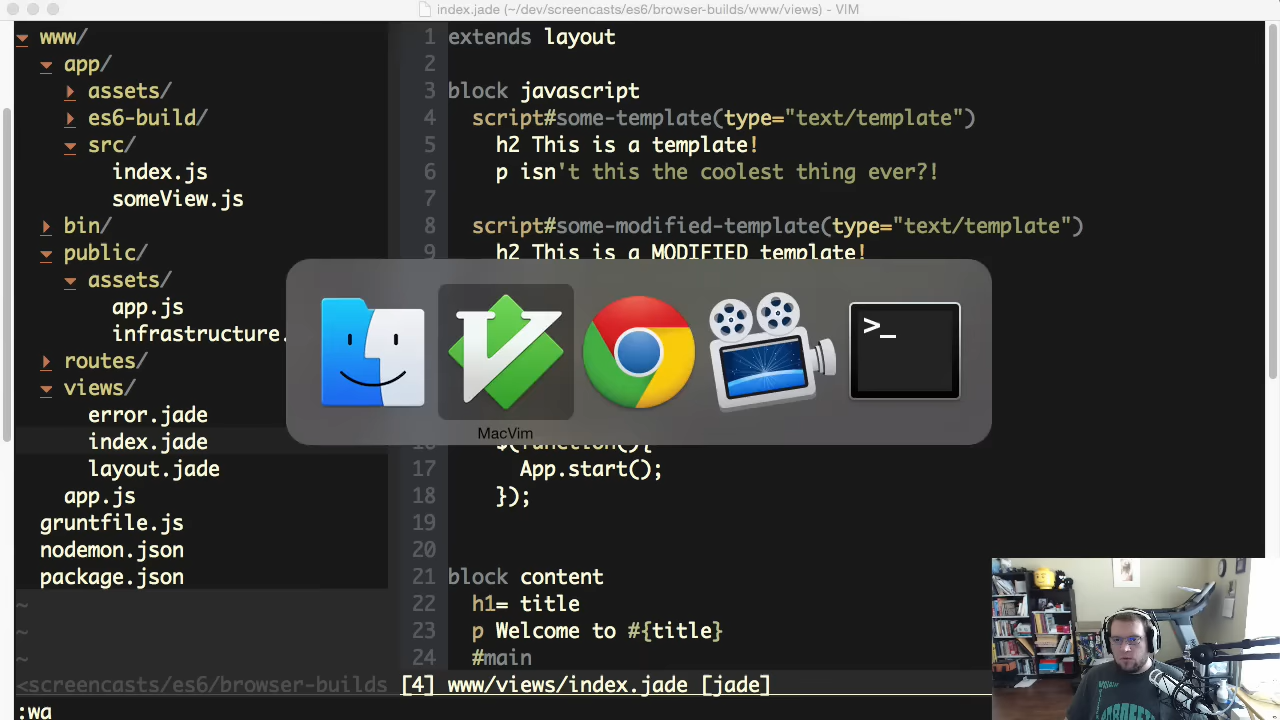 index.jade (~/dev/screencasts/es6/browser-builds/www/views) - VIM
www/
app/
assets/
es6-build/
src/
index.js
someView.js
bin/
public/
assets/
app.js
infrastructure.
routes/
views/
error.jade
index.jade
layout.jade
app.js
gruntfile.js
nodemon.json
package.json
~
~
~
<screencasts/es6/browser-builds
1 extends layout
2
3 block javascript
4 script#some-template(type="text/template")
5 h2 This is a template!
6 p isn't this the coolest thing ever?!
7
8 script#some-modified-template(type="text/template")
9 h2 This is a MODIFIED template!
>_
MacVim
$(function(){
17 App.start();
18 });
19
20
21 block content
22 h1= title
23 p Welcome to #{title}
24 #main
[4] www/views/index.jade [jade]
:wa